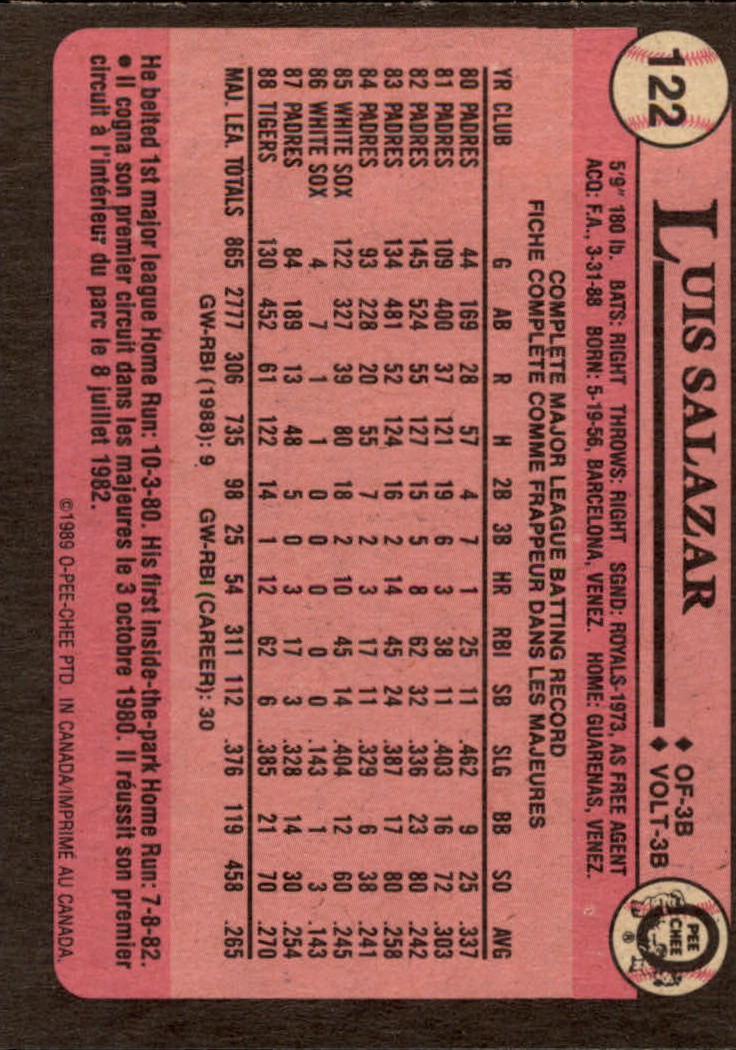 122
LUIS SALAZAR
◆ OF-3B
◆ VOLT-3B
O PEE CHEE ®
5'9" 180 lb. BATS: RIGHT THROWS: RIGHT SGND: ROYALS-1973, AS FREE AGENT
ACQ: F.A., 3-31-88 BORN: 5-19-56, BARCELONA, VENEZ. HOME: GUARENAS, VENEZ.
COMPLETE MAJOR LEAGUE BATTING RECORD
FICHE COMPLÈTE COMME FRAPPEUR DANS LES MAJEURES
YR CLUB G AB R H 2B 3B HR RBI SB SLG BB SO AVG
80 PADRES 44 169 28 57 4 7 1 25 11 .462 9 25 .337
81 PADRES 109 400 37 121 19 6 3 38 11 .403 16 72 .303
82 PADRES 145 524 55 127 15 5 8 62 32 .336 23 80 .242
83 PADRES 134 481 52 124 16 2 14 45 24 .387 17 80 .258
84 PADRES 93 228 20 55 7 2 3 17 11 .329 6 38 .241
85 WHITE SOX 122 327 39 80 18 2 10 45 14 .404 12 60 .245
86 WHITE SOX 4 7 1 1 0 0 0 0 0 .143 1 3 .143
87 PADRES 84 189 13 48 5 0 3 17 3 .328 14 30 .254
88 TIGERS 130 452 61 122 14 1 12 62 6 .385 21 70 .270
MAJ. LEA. TOTALS 865 2777 306 735 98 25 54 311 112 .376 119 458 .265
GW-RBI (1988): 9 GW-RBI (CAREER): 30
He belted 1st major league Home Run: 10-3-80. His first inside-the-park Home Run: 7-8-82.
● Il cogna son premier circuit dans les majeures le 3 octobre 1980. Il réussit son premier
circuit à l'intérieur du parc le 8 juillet 1982.
©1989 O-PEE-CHEE PTD. IN CANADA/IMPRIMÉ AU CANADA.